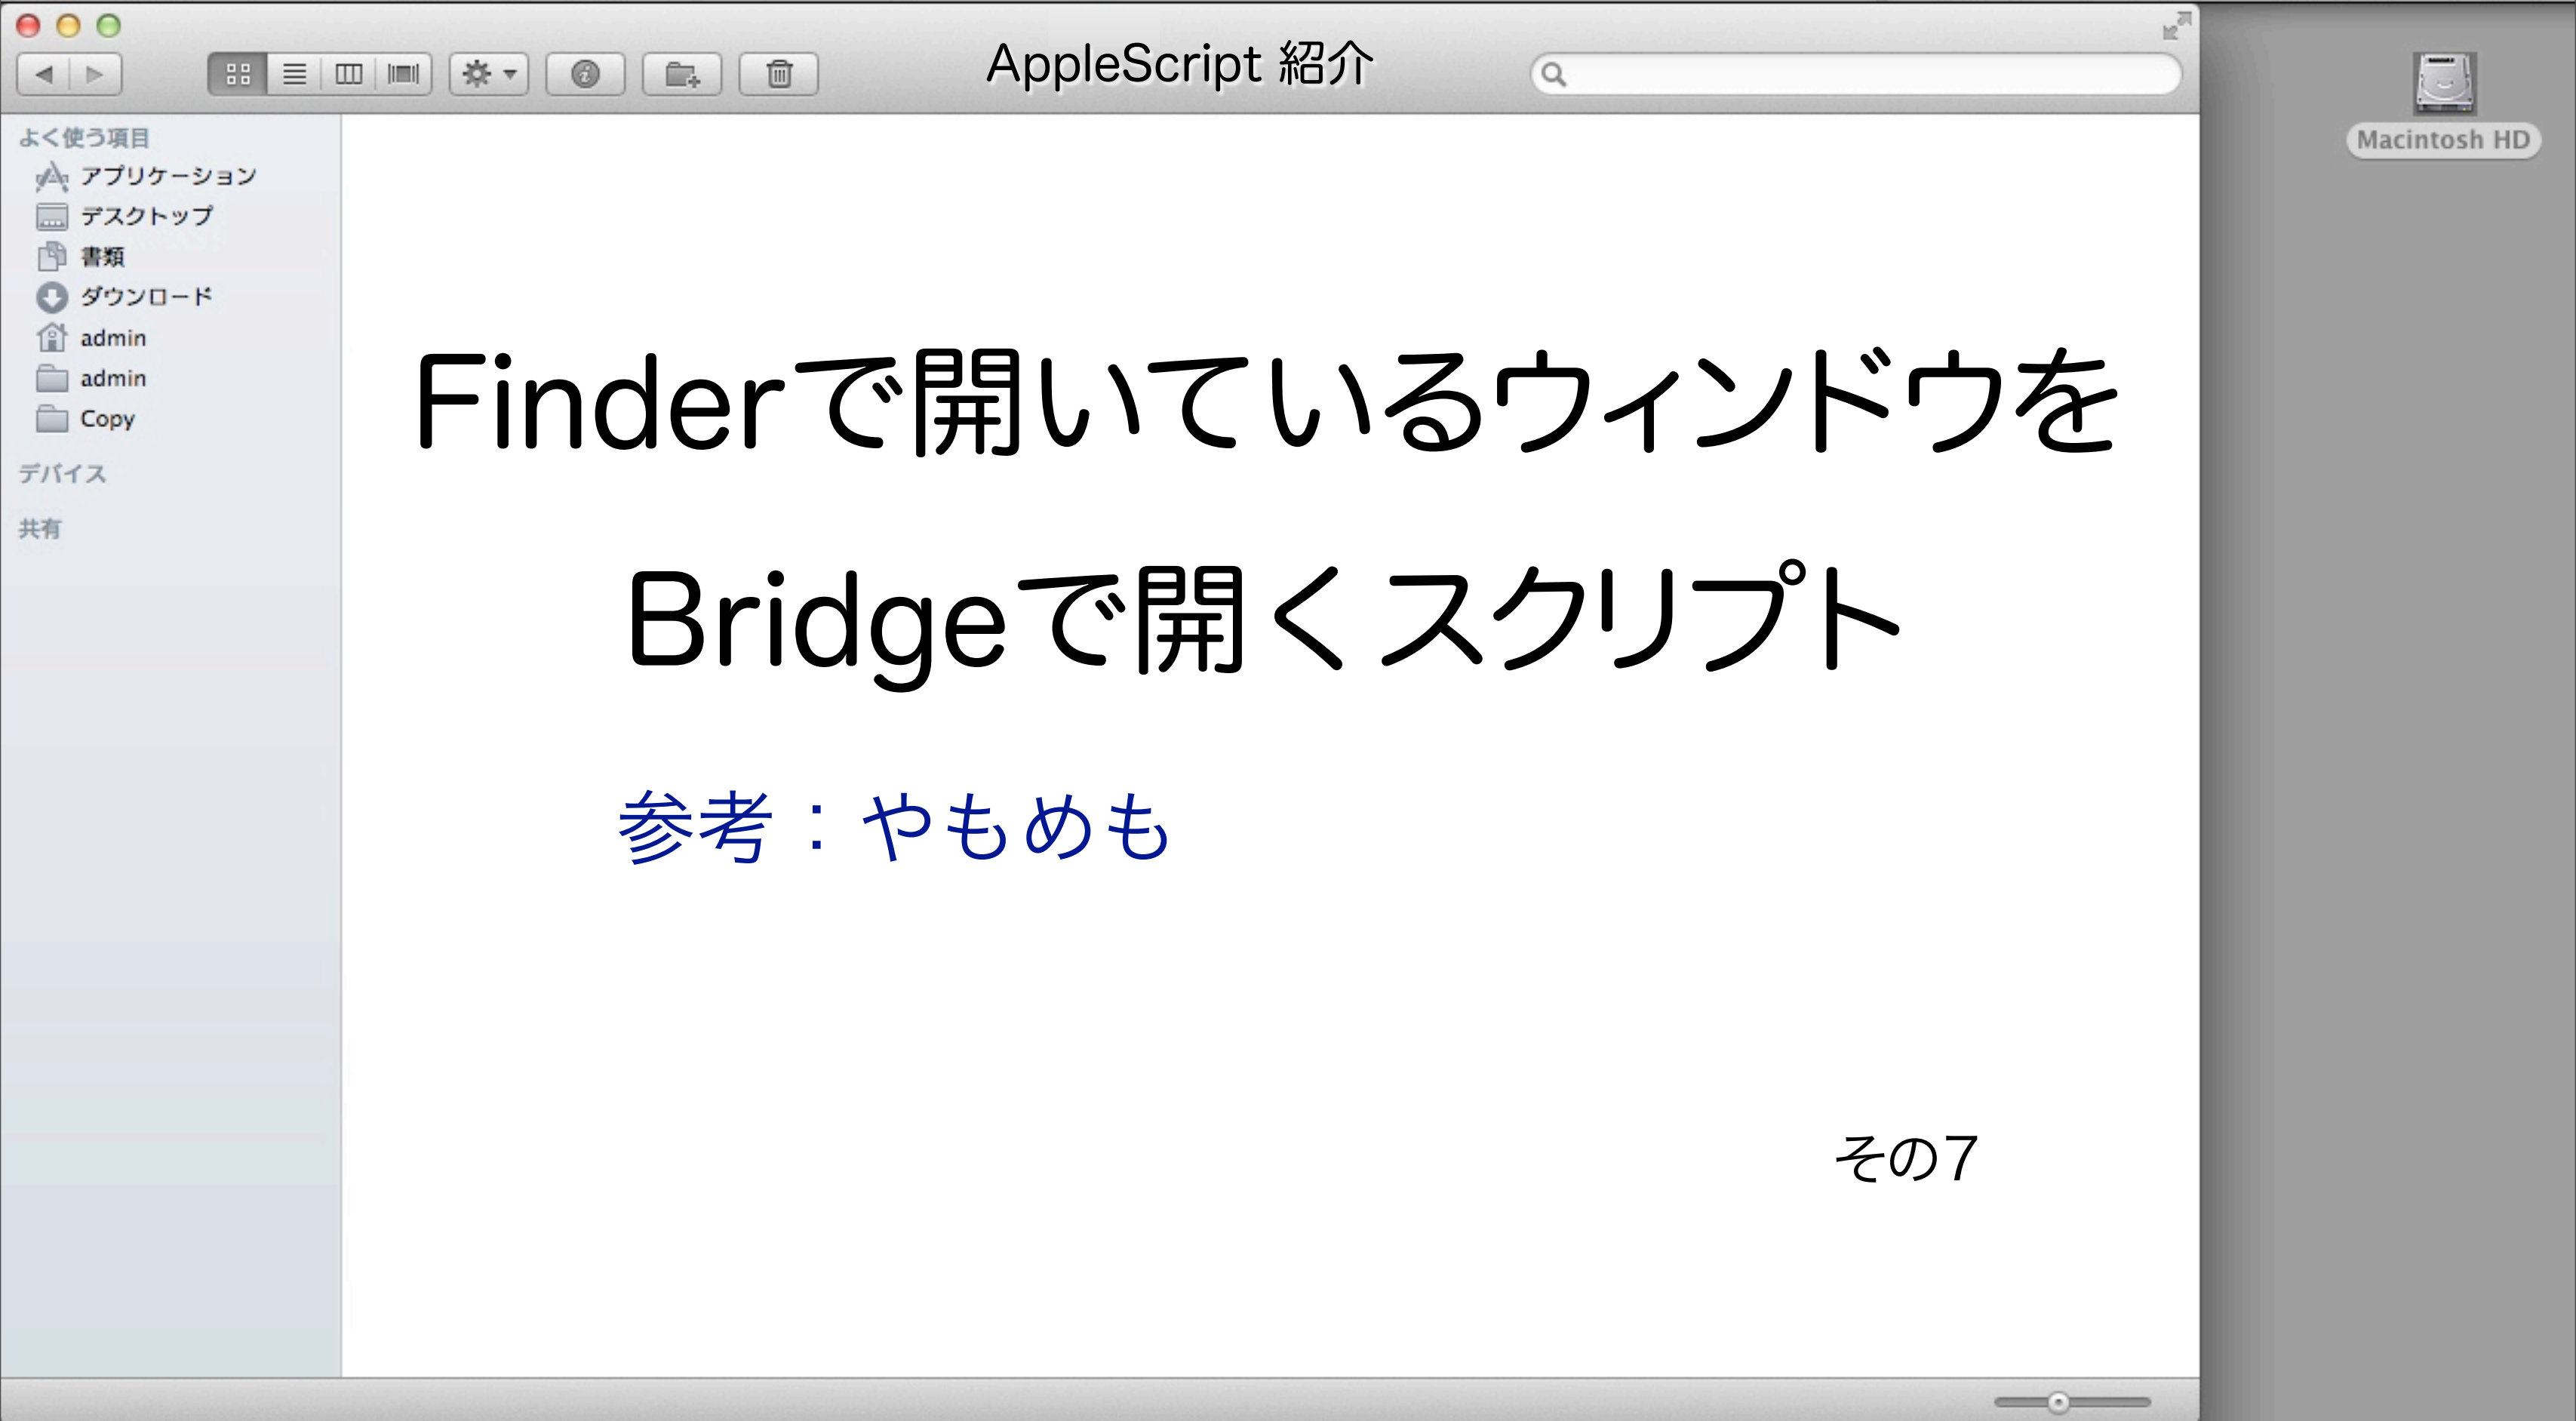 AppleScript 紹介
よく使う項目
アプリケーション
デスクトップ
書類
ダウンロード
admin
admin
Copy
デバイス
共有
Macintosh HD
Finderで開いているウィンドウを
Bridgeで開くスクリプト
参考：やもめも
その7